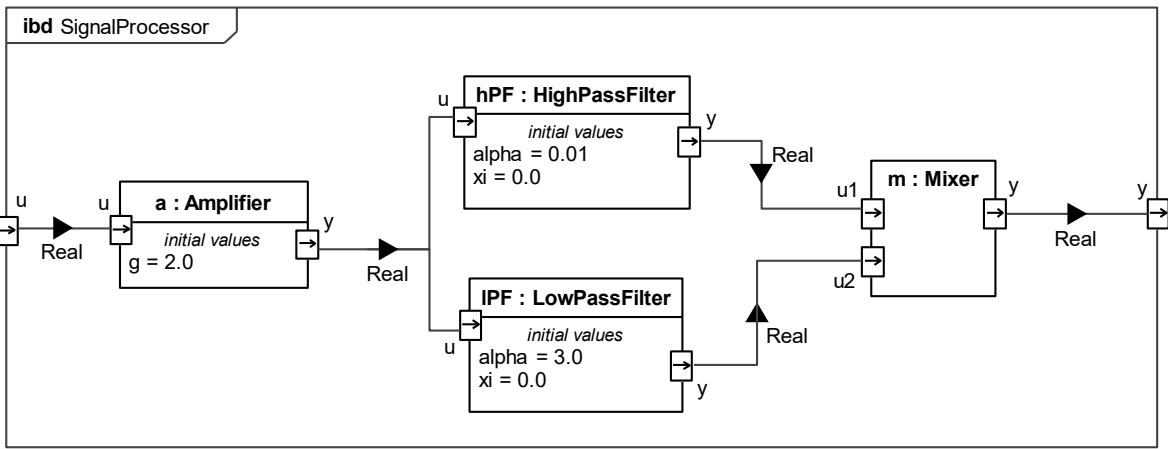 ibd SignalProcessor
u
Real
u
a : Amplifier
initial values
g = 2.0
y
Real
u
hPF : HighPassFilter
initial values
alpha = 0.01
xi = 0.0
y
Real
u
lPF : LowPassFilter
initial values
alpha = 3.0
xi = 0.0
y
Real
u1
u2
m : Mixer
y
Real
y